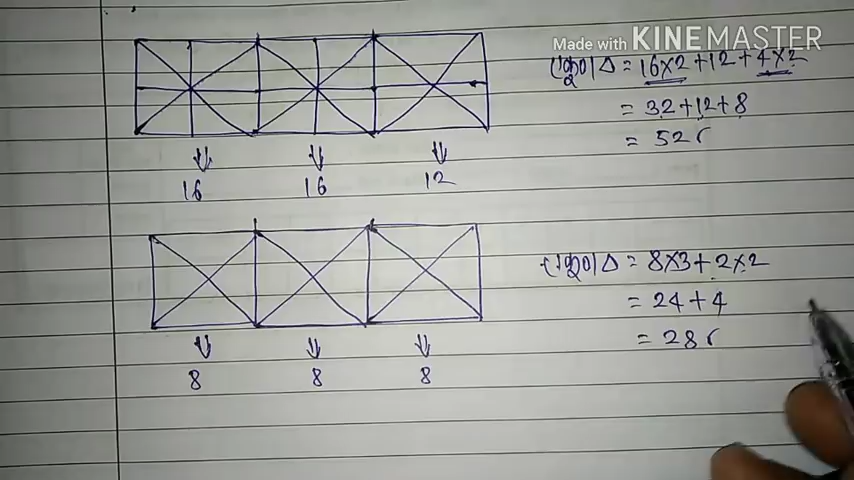 Made with KINEMASTER
Δ = 16×2 + 12 + 4×2
= 32+12+8
= 52
16 16 12
Δ = 8×3 + 2×2
= 24 + 4
= 28
8 8 8